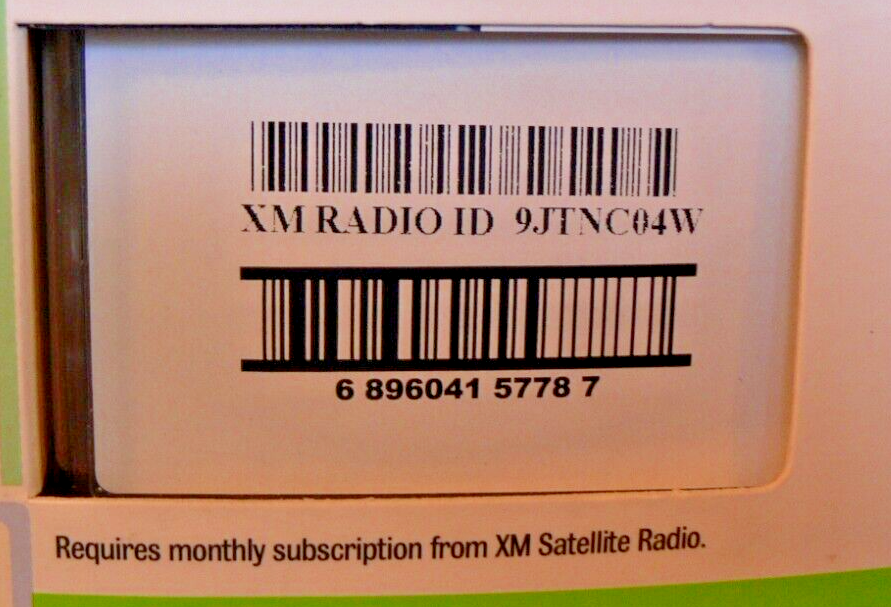 XM RADIO ID 9JTNC04W
6 896041 5778 7
Requires monthly subscription from XM Satellite Radio.